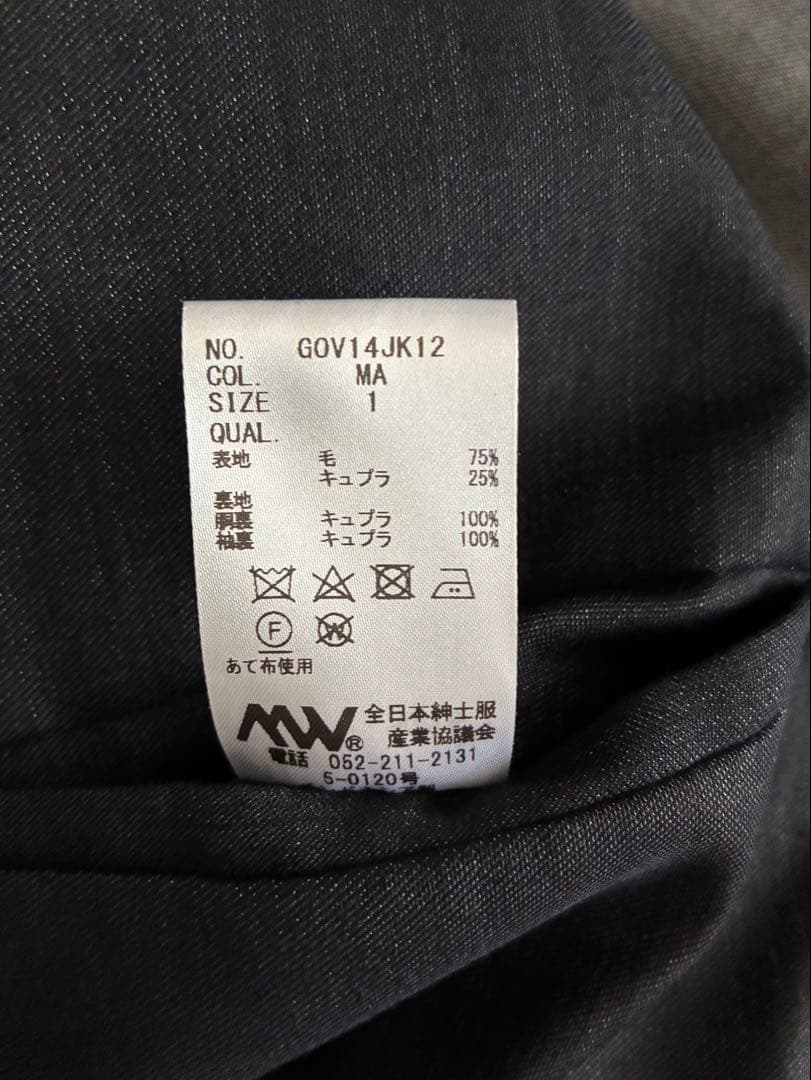 NO. GOV14JK12
COL. MA
SIZE 1
QUAL.
表地 毛 75%
キュプラ 25%
裏地
胴裏 キュプラ 100%
袖裏 キュプラ 100%
F W
あて布使用
MW® 全日本紳士服
産業協議会
電話 052-211-2131
5-0120号